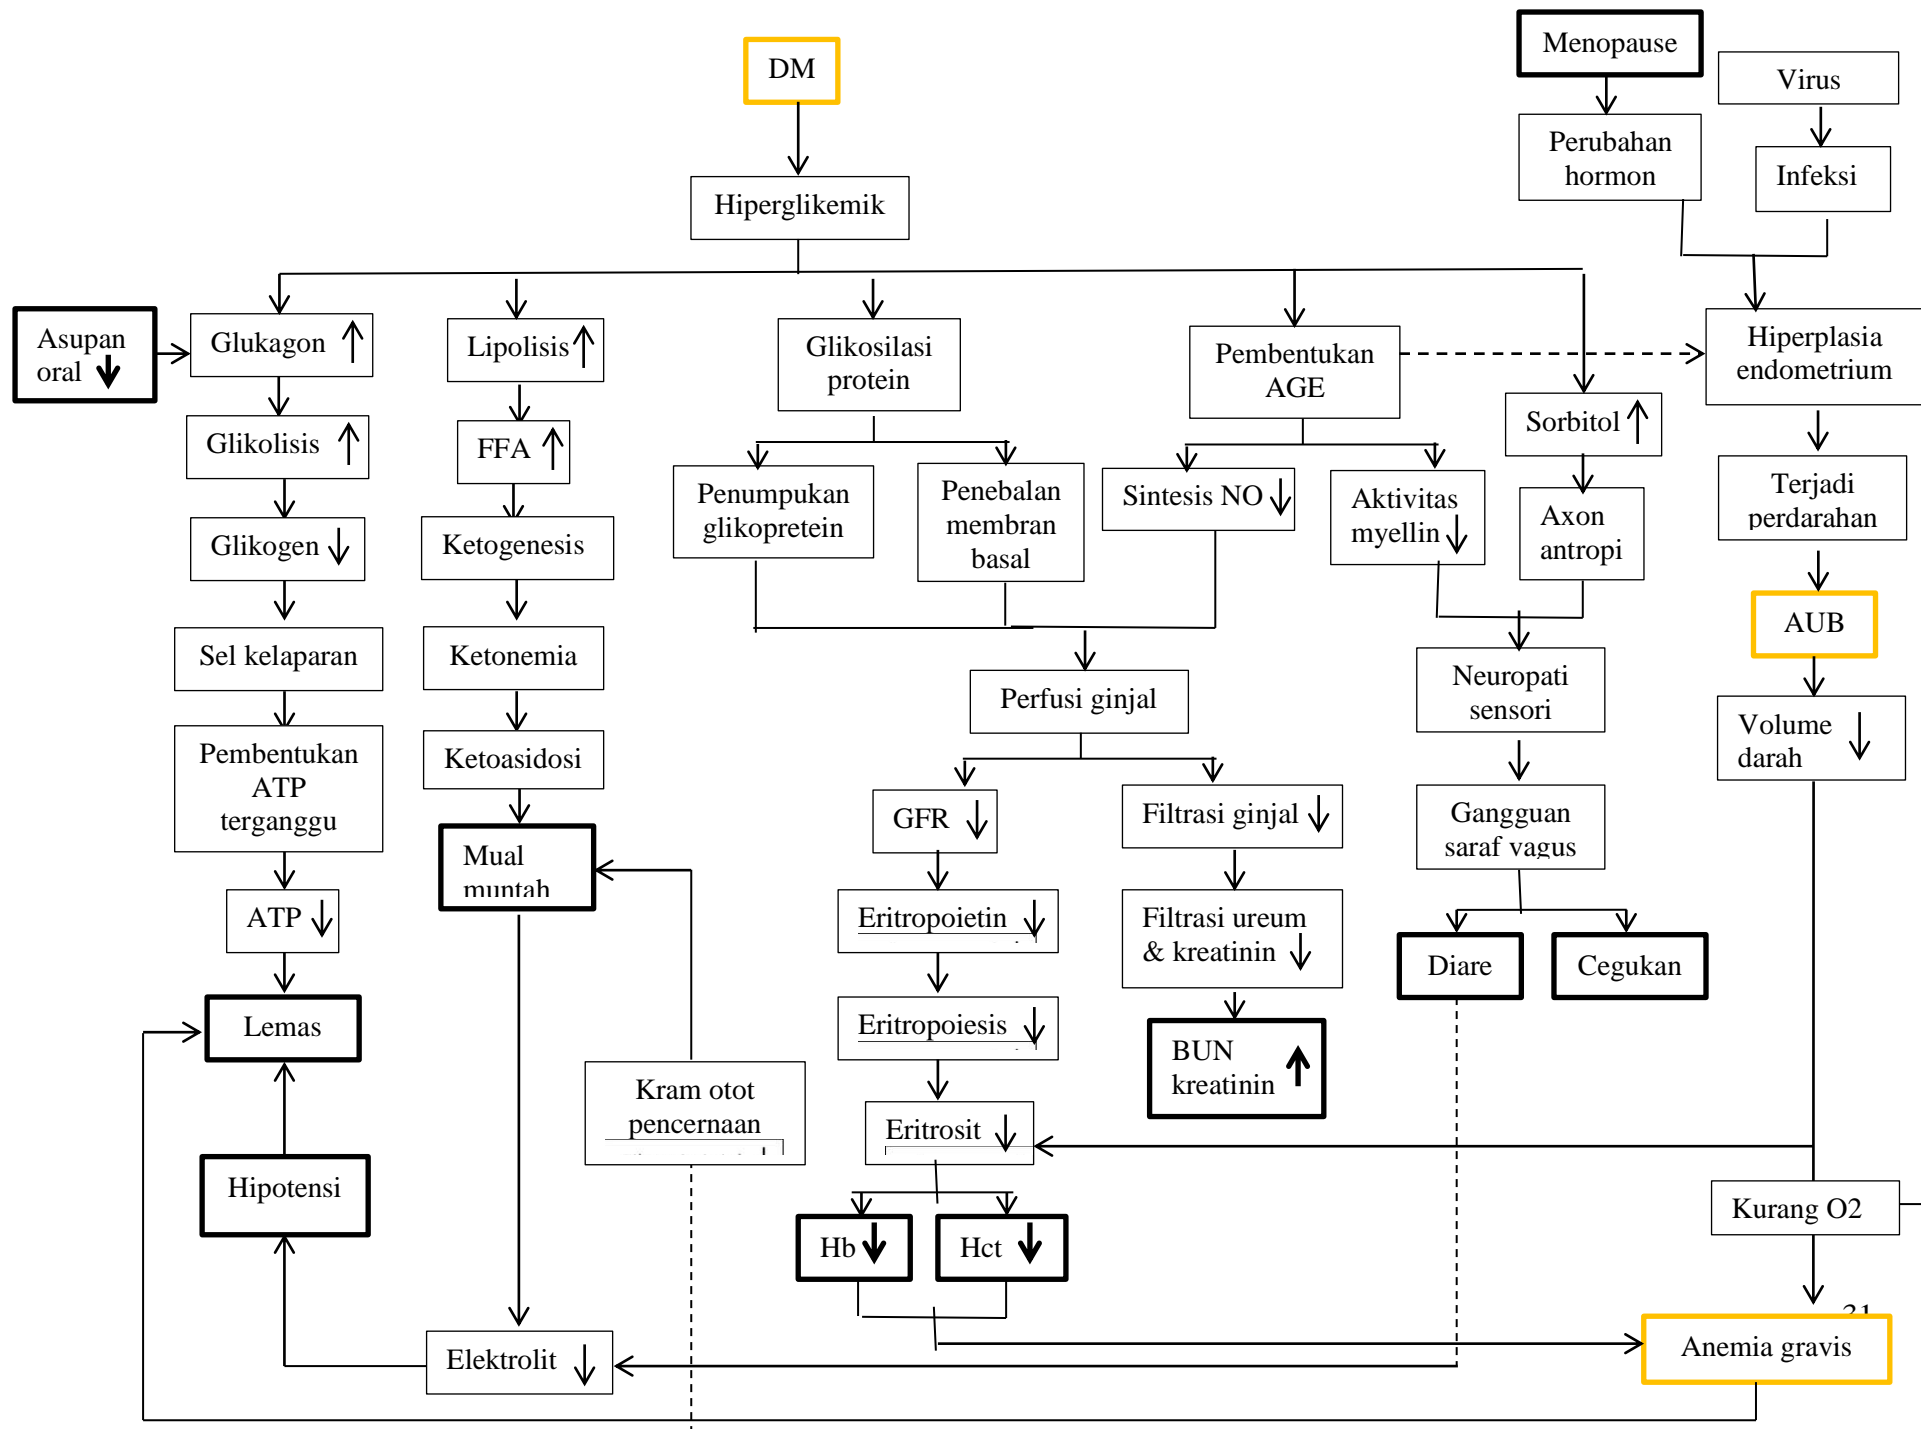 DM
Menopause
Virus
Perubahan
hormon
Infeksi
Hiperglikemik
Asupan
oral
Glukagon
Lipolisis
Glikosilasi
protein
Pembentukan
AGE
Hiperplasia
endometrium
Sorbitol
Glikolisis
FFA
Penumpukan
glikopretein
Penebalan
membran
basal
Sintesis NO
Aktivitas
myellin
Axon
antropi
Terjadi
perdarahan
Glikogen
Ketogenesis
AUB
Sel kelaparan
Ketonemia
Perfusi ginjal
Neuropati
sensori
Volume
darah
Pembentukan
ATP
terganggu
Ketoasidosi
GFR
Filtrasi ginjal
Gangguan
saraf vagus
Mual
muntah
ATP
Eritropoietin
Filtrasi ureum
& kreatinin
Diare
Cegukan
Lemas
Eritropoiesis
BUN
kreatinin
Kram otot
pencernaan
Eritrosit
Hipotensi
Kurang O2
Hb
Hct
31
Elektrolit
Anemia gravis